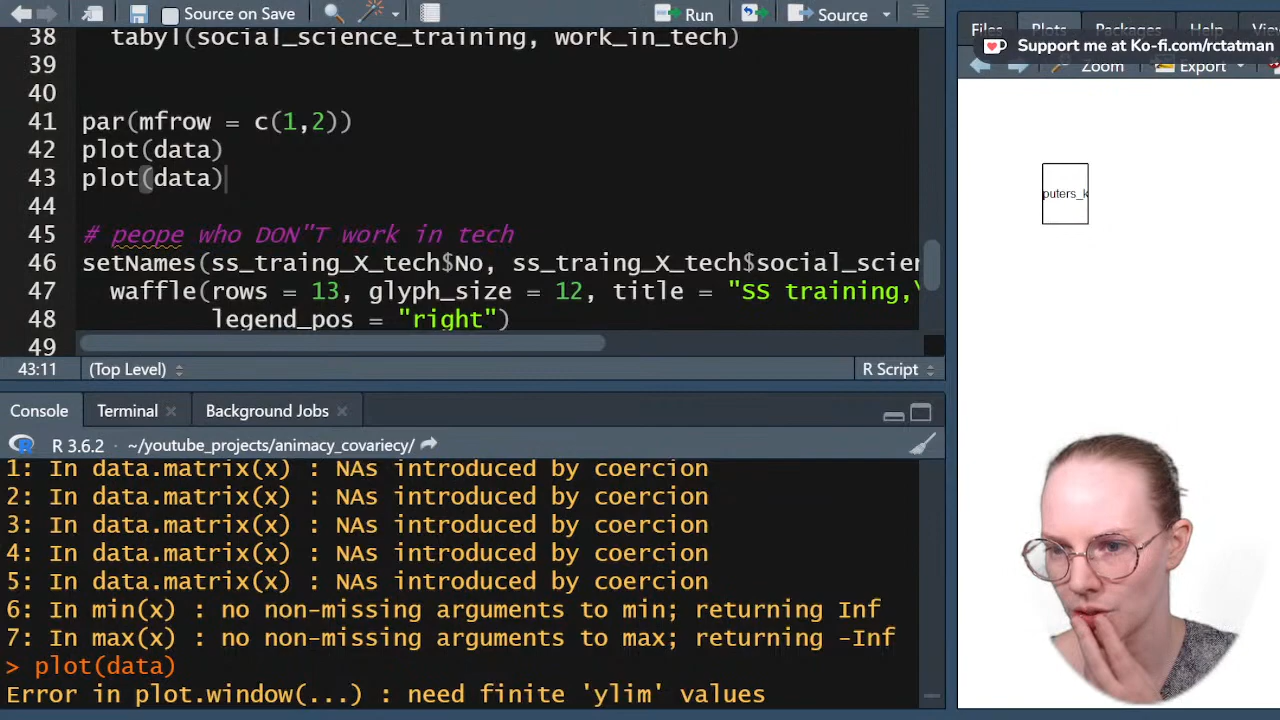 Source on Save
Run
Source
38 tabyl(social_science_training, work_in_tech)
39
40
41 par(mfrow = c(1,2))
42 plot(data)
43 plot(data)
44
45 # peope who DON"T work in tech
46 setNames(ss_traing_X_tech$No, ss_traing_X_tech$social_scien
47 waffle(rows = 13, glyph_size = 12, title = "SS training,\
48 legend_pos = "right")
49
43:11 (Top Level) R Script
Console Terminal Background Jobs
R 3.6.2 · ~/youtube_projects/animacy_covariecy/
1: In data.matrix(x) : NAs introduced by coercion
2: In data.matrix(x) : NAs introduced by coercion
3: In data.matrix(x) : NAs introduced by coercion
4: In data.matrix(x) : NAs introduced by coercion
5: In data.matrix(x) : NAs introduced by coercion
6: In min(x) : no non-missing arguments to min; returning Inf
7: In max(x) : no non-missing arguments to max; returning -Inf
> plot(data)
Error in plot.window(...) : need finite 'ylim' values
Files Plots Packages Help
Support me at Ko-fi.com/rctatman
Zoom Export
puters_k